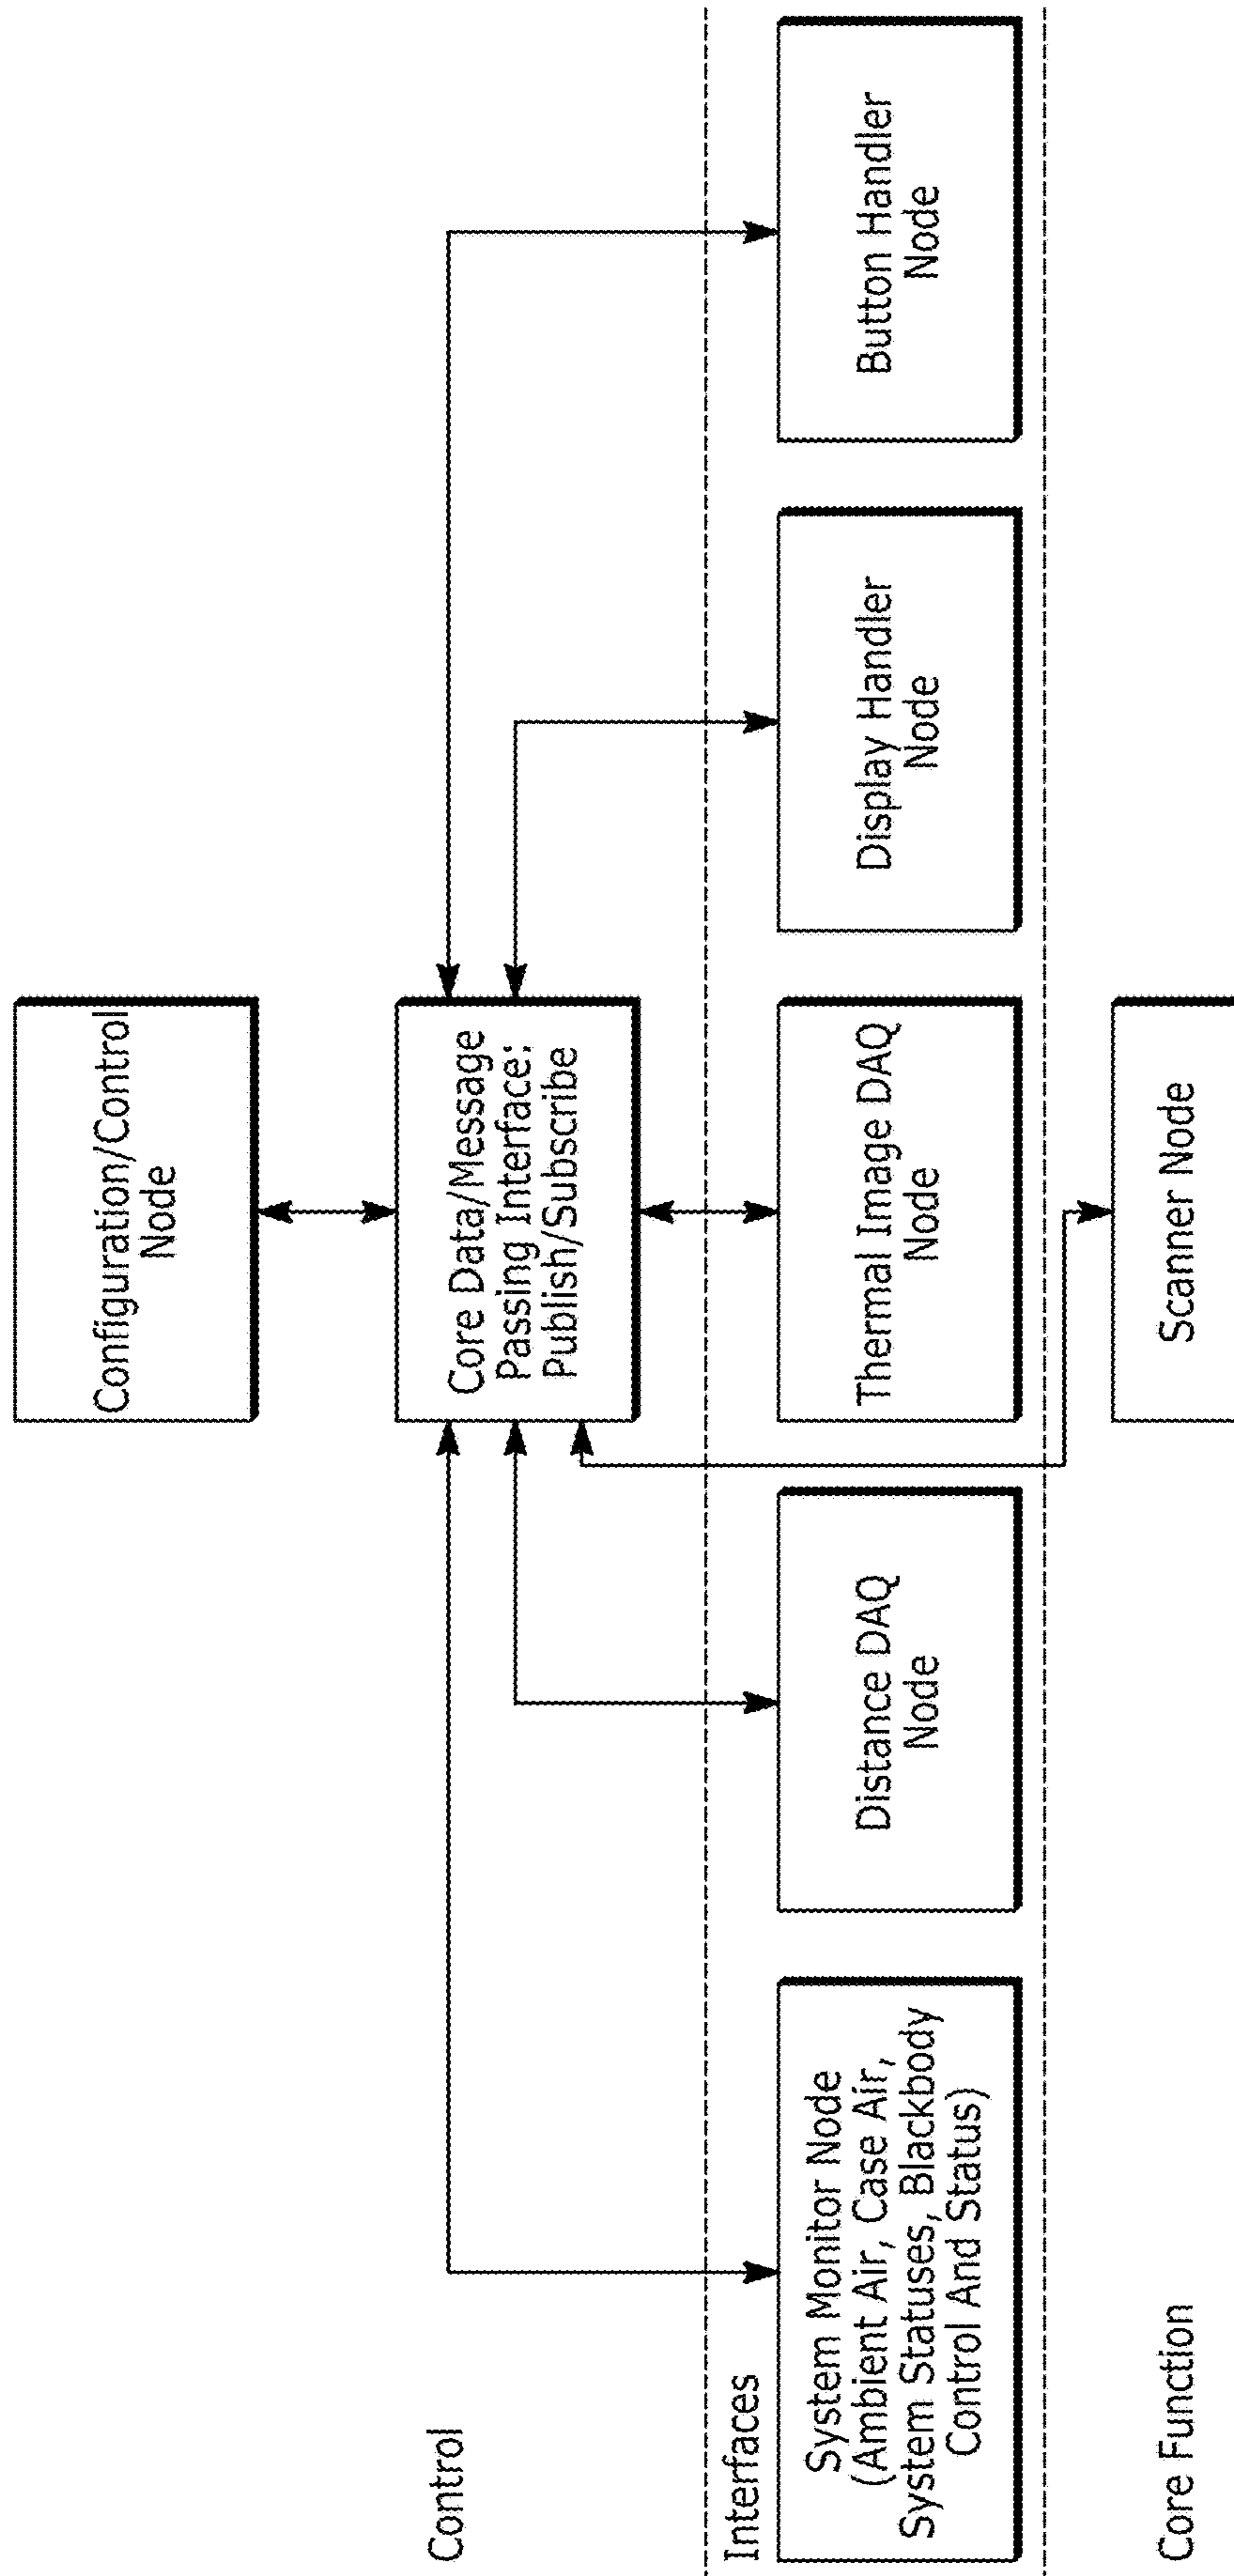 Configuration/Control
Node
Control
Core Data/Message
Passing Interface:
Publish/Subscribe
Interfaces
System Monitor Node
(Ambient Air, Case Air,
System Statuses, Blackbody
Control And Status)
Distance DAQ
Node
Thermal Image DAQ
Node
Display Handler
Node
Button Handler
Node
Core Function
Scanner Node